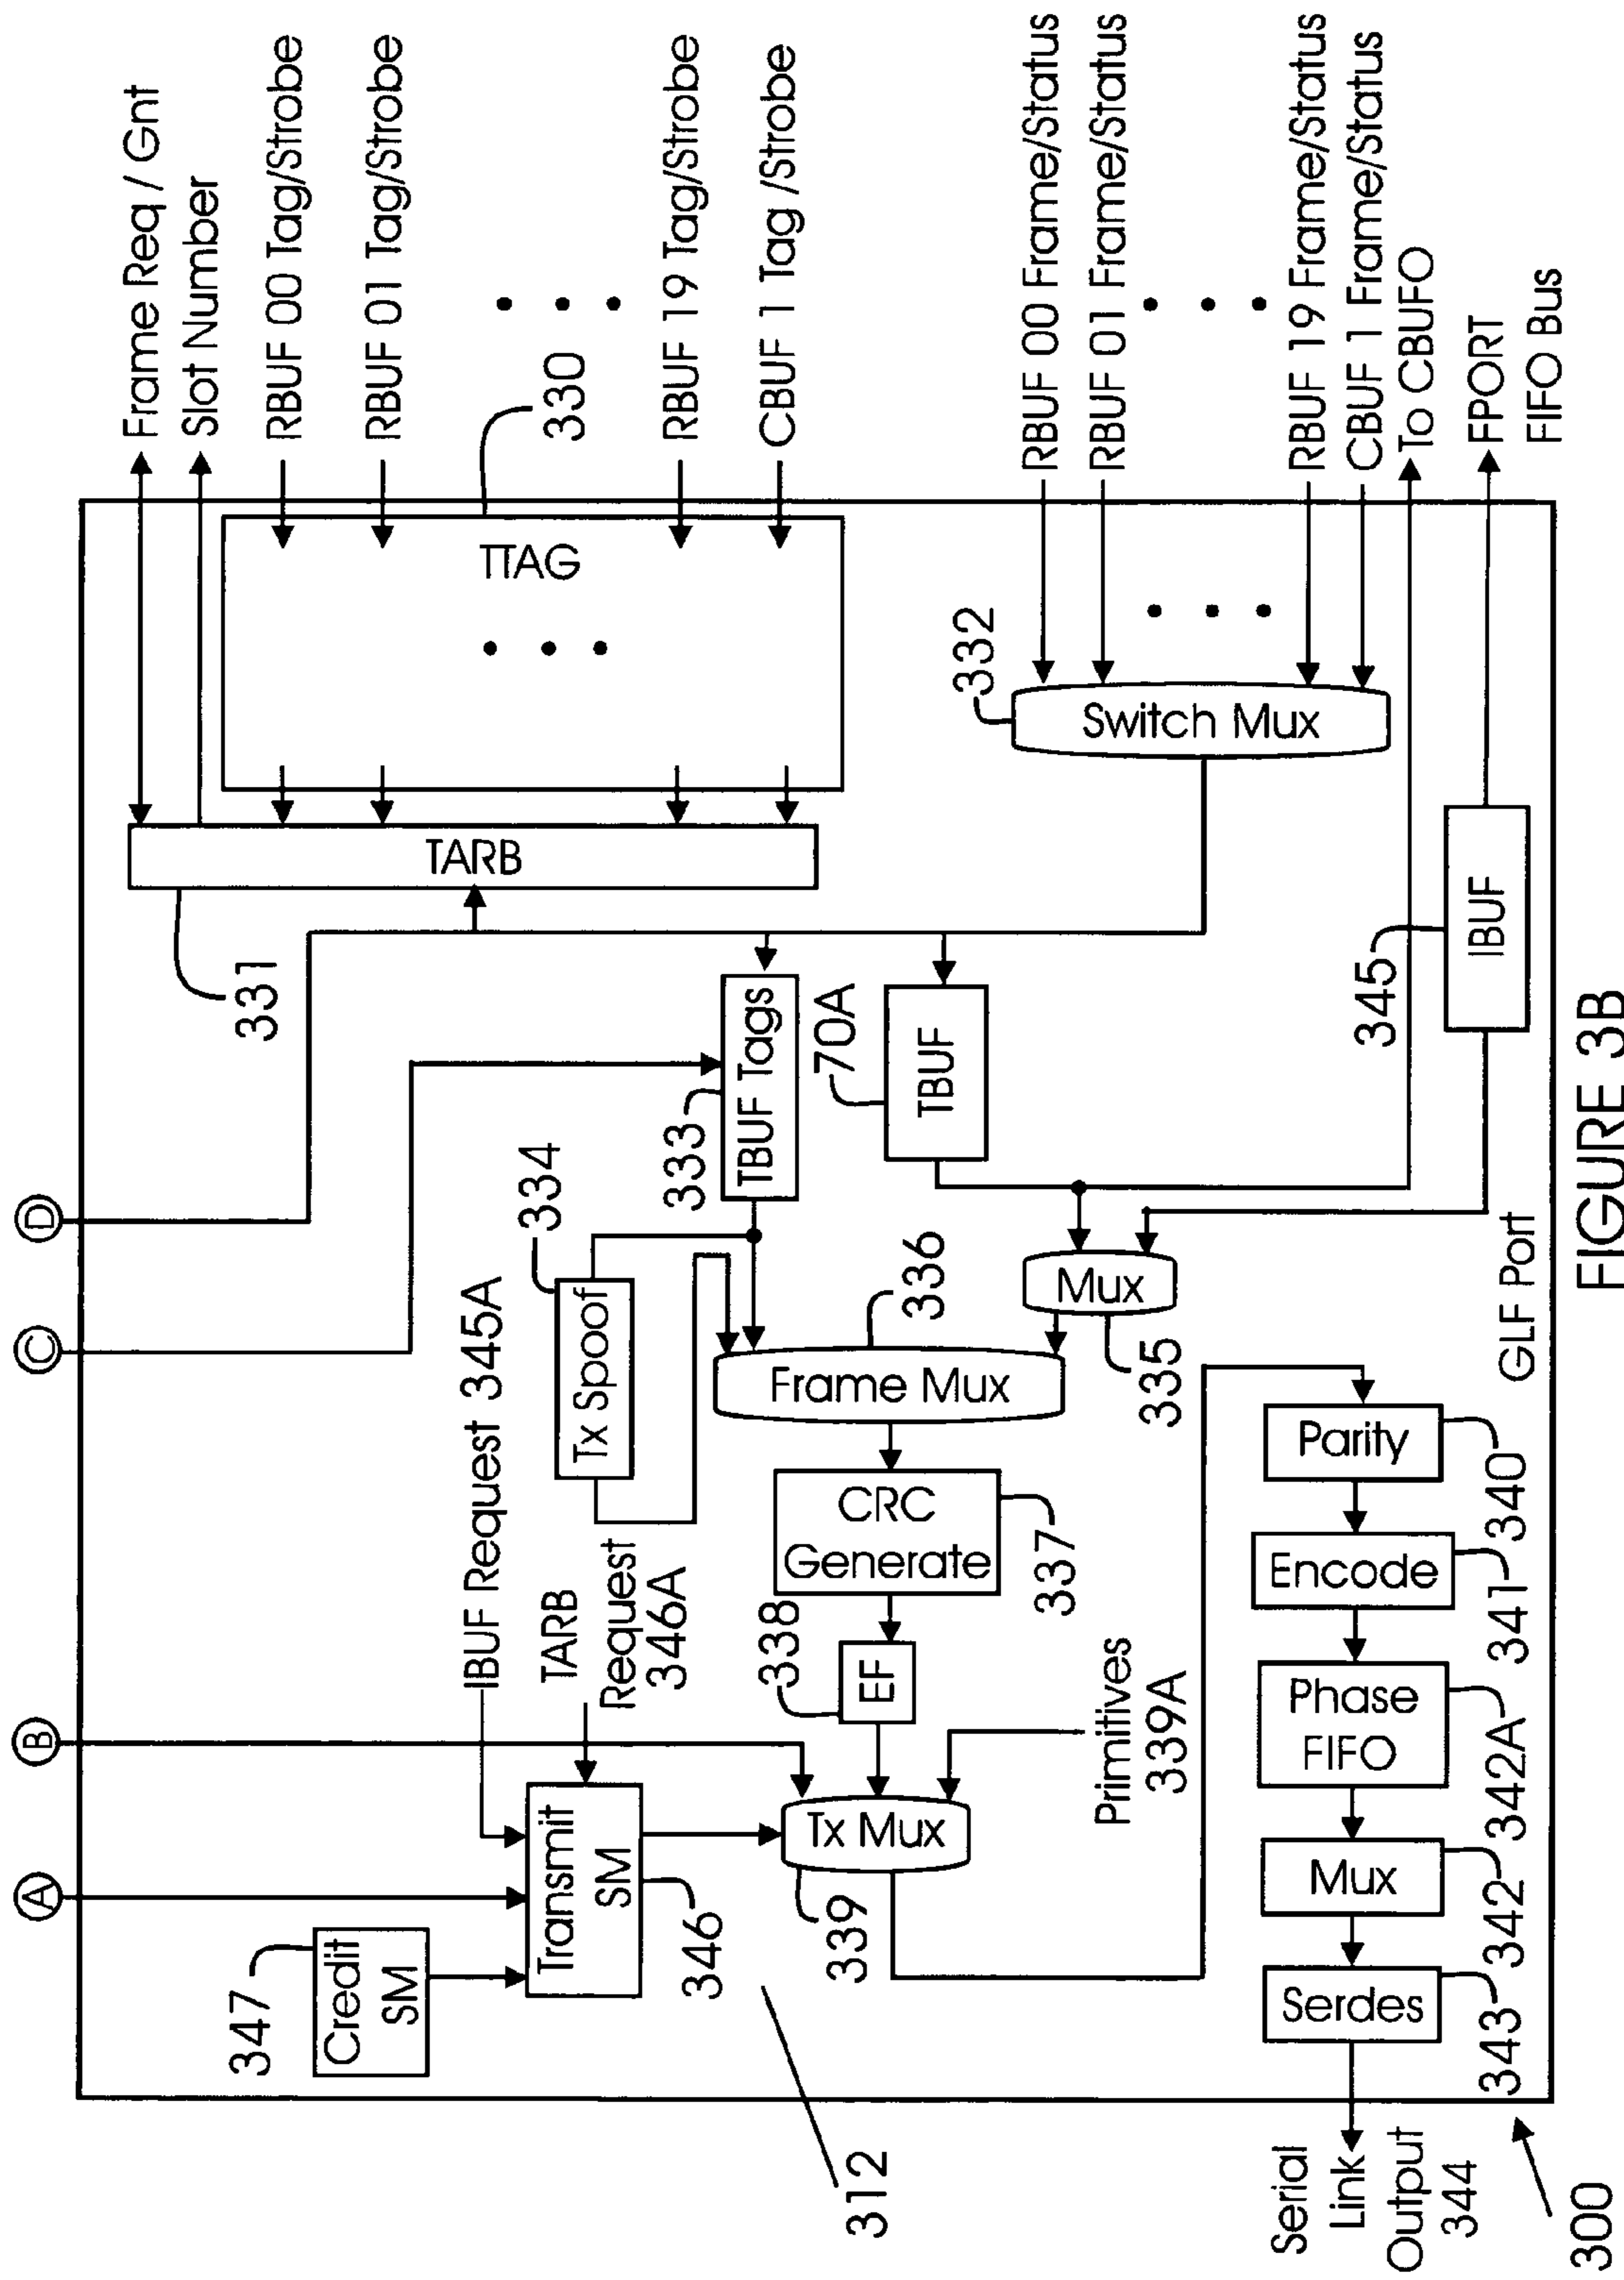 A
B
C
D
347
Credit
SM
IBUF Request 345A
Transmit
SM
346
TARB
Request
346A
Tx Spoof
334
331
TARB
Frame Req / Gnt
Slot Number
RBUF 00 Tag/Strobe
RBUF 01 Tag/Strobe
RBUF 19 Tag/Strobe
CBUF 1 Tag /Strobe
TTAG
330
312
339
Tx Mux
338
EF
CRC
Generate
337
Frame Mux
336
333
TBUF Tags
70A
TBUF
332
Switch Mux
RBUF 00 Frame/Status
RBUF 01 Frame/Status
RBUF 19 Frame/Status
CBUF 1 Frame/Status
To CBUFO
FPORT
FIFO Bus
Primitives
339A
Mux
335
345
IBUF
Serial
Link
Output
344
Serdes
343
Mux
342
Phase
FIFO
342A
Encode
341
Parity
340
GLF Port
300
FIGURE 3B